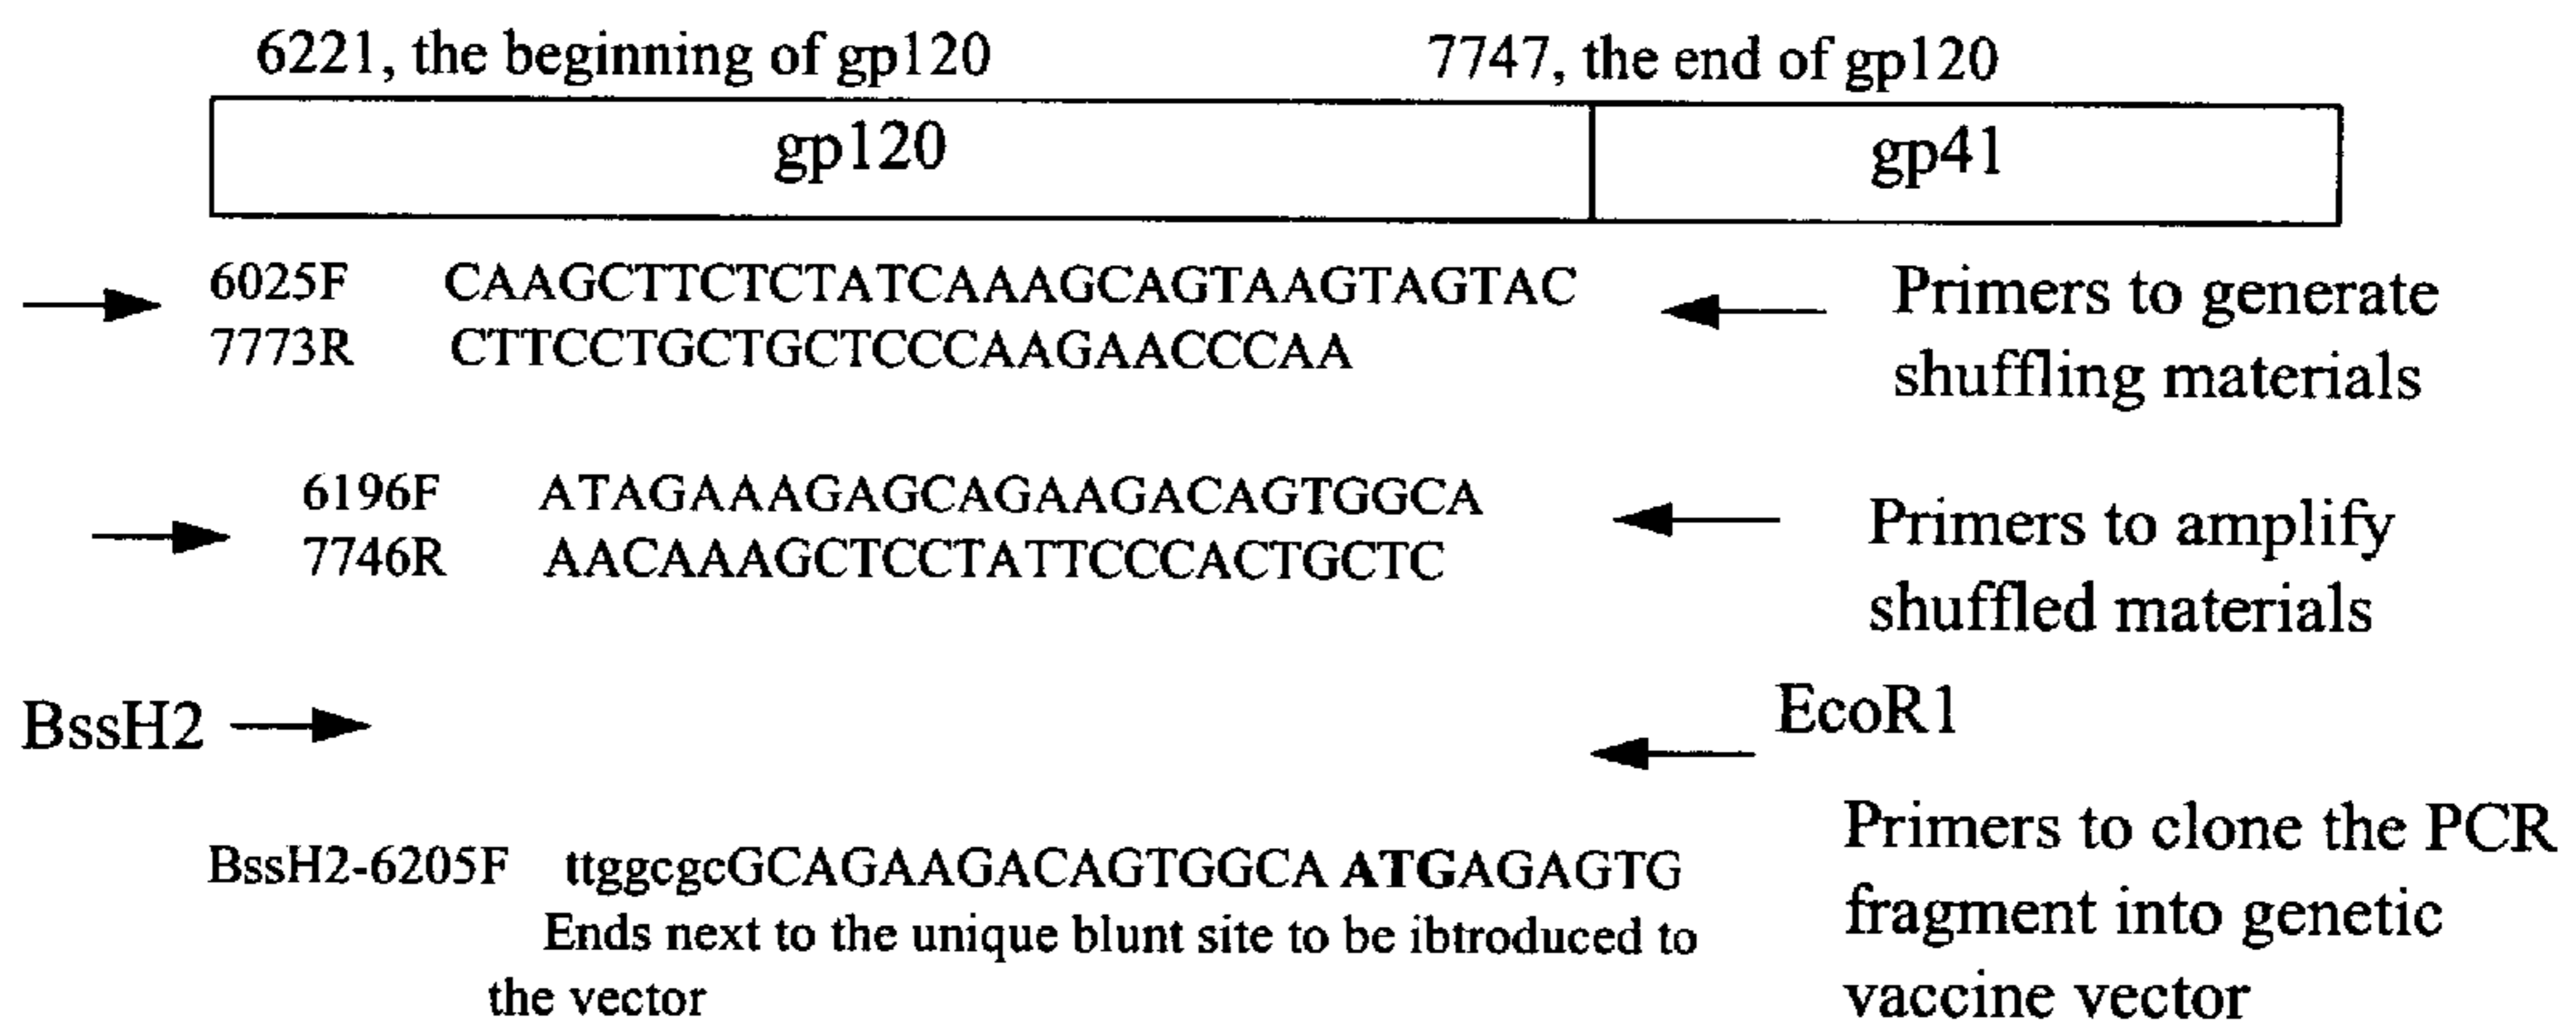 6221, the beginning of gp120
7747, the end of gp120
gp120
gp41
6025F CAAGCTTCTCTATCAAAGCAGTAAGTAGTAC
7773R CTTCCTGCTGCTCCCAAGAACCCAA
Primers to generate
shuffling materials
6196F ATAGAAAGAGCAGAAGACAGTGGCA
7746R AACAAAGCTCCTATTCCCACTGCTC
Primers to amplify
shuffled materials
BssH2
EcoR1
BssH2-6205F ttggcgcGCAGAAGACAGTGGCA ATGAGAGTG
Ends next to the unique blunt site to be ibtroduced to
the vector
Primers to clone the PCR
fragment into genetic
vaccine vector